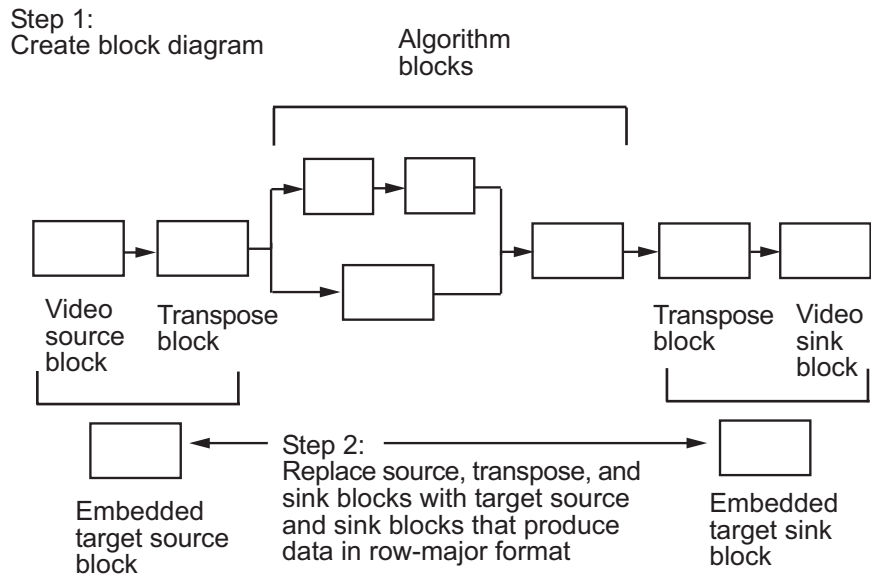 Step 1:
Create block diagram
Algorithm
blocks
Video
source
block
Transpose
block
Transpose
block
Video
sink
block
Step 2:
Replace source, transpose, and
sink blocks with target source
and sink blocks that produce
data in row-major format
Embedded
target source
block
Embedded
target sink
block